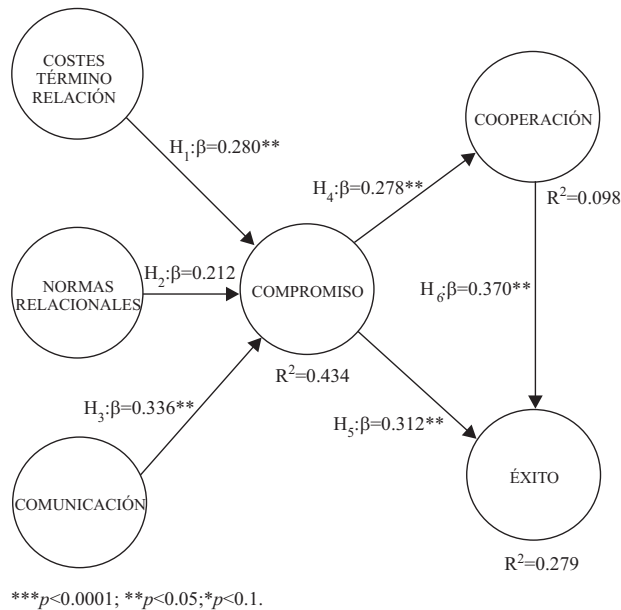 COSTES
TÉRMINO
RELACIÓN
COOPERACIÓN
H1:β=0.280**
H4:β=0.278**
R²=0.098
NORMAS
RELACIONALES
H2:β=0.212
COMPROMISO
H6:β=0.370**
R²=0.434
H3:β=0.336**
H5:β=0.312**
COMUNICACIÓN
ÉXITO
R²=0.279
***p<0.0001; **p<0.05;*p<0.1.